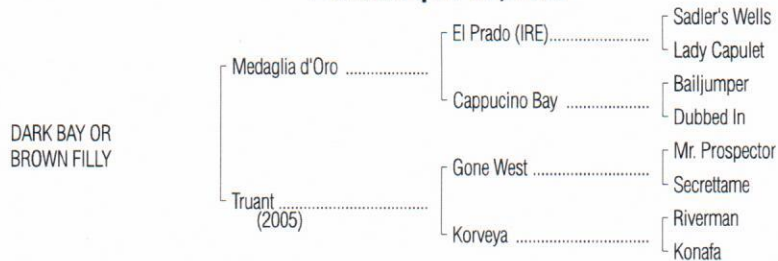 Sadler's Wells
El Prado (IRE)
Lady Capulet
Medaglia d'Oro
Bailjumper
Cappucino Bay
Dubbed In
DARK BAY OR
BROWN FILLY
Mr. Prospector
Gone West
Secrettame
Truant
(2005)
Riverman
Korveya
Konafa